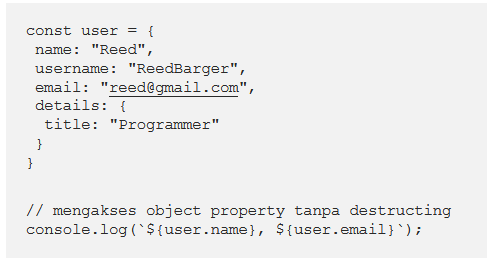 const user = {
name: "Reed",
username: "ReedBarger",
email: "reed@gmail.com",
details: {
title: "Programmer"
}
}
// mengakses object property tanpa destructing
console.log(`${user.name}, ${user.email}`);